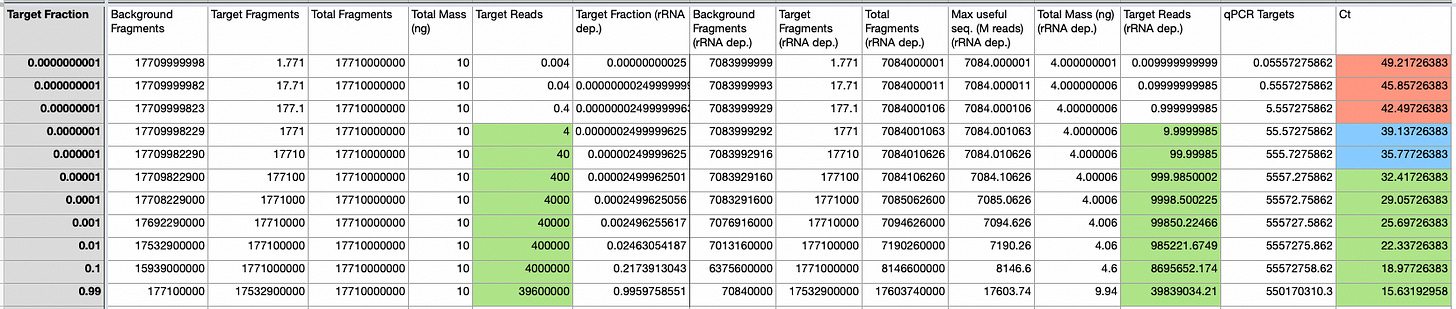 Target Fraction Background Target Fragments Total Fragments Total Mass Target Reads Target Fraction (rRNA Background Target Total Max useful Total Mass (ng) Target Reads qPCR Targets Ct
Fragments (ng) dep.) Fragments Fragments Fragments seq. (M reads) (rRNA dep.) (rRNA dep.)
(rRNA dep.) (rRNA dep.) (rRNA dep.) (rRNA dep.)
0.0000000001 17709999998 1.771 17710000000 10 0.004 0.00000000025 7083999999 1.771 7084000001 7084.000001 4.000000001 0.009999999999 0.05557275862 49.21726383
0.000000001 17709999982 17.71 17710000000 10 0.04 0.0000000024999999 7083999993 17.71 7084000011 7084.000011 4.000000006 0.09999999985 0.5557275862 45.85726383
0.00000001 17709999823 177.1 17710000000 10 0.4 0.0000000249999996 7083999929 177.1 7084000106 7084.000106 4.00000006 0.999999985 5.557275862 42.49726383
0.0000001 17709998229 1771 17710000000 10 4 0.0000002499999625 7083999292 1771 7084001063 7084.001063 4.0000006 9.9999985 55.57275862 39.13726383
0.000001 17709982290 17710 17710000000 10 40 0.00000249999625 7083992916 17710 7084010626 7084.010626 4.000006 99.99985 555.7275862 35.77726383
0.00001 17709822900 177100 17710000000 10 400 0.00002499962501 7083929160 177100 7084106260 7084.10626 4.00006 999.9850002 5557.275862 32.41726383
0.0001 17708229000 1771000 17710000000 10 4000 0.0002499625056 7083291600 1771000 7085062600 7085.0626 4.0006 9998.500225 55572.75862 29.05726383
0.001 17692290000 17710000 17710000000 10 40000 0.002496255617 7076916000 17710000 7094626000 7094.626 4.006 99850.22466 555727.5862 25.69726383
0.01 17532900000 177100000 17710000000 10 400000 0.02463054187 7013160000 177100000 7190260000 7190.26 4.06 985221.6749 5557275.862 22.33726383
0.1 15939000000 1771000000 17710000000 10 4000000 0.2173913043 6375600000 1771000000 8146600000 8146.6 4.6 8695652.174 55572758.62 18.97726383
0.99 177100000 17532900000 17710000000 10 39600000 0.9959758551 70840000 17532900000 17603740000 17603.74 9.94 39839034.21 550170310.3 15.63192958